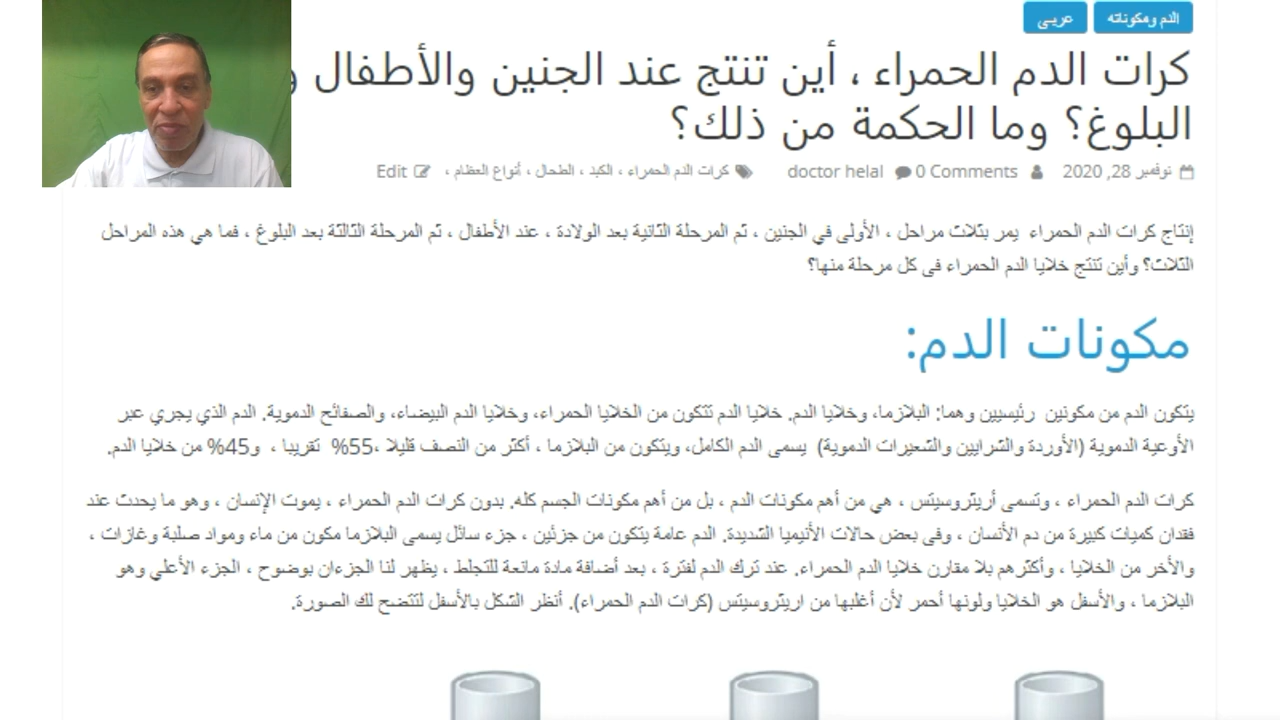 الدم ومكوناته
عربى
كرات الدم الحمراء ، أين تنتج عند الجنين والأطفال و
البلوغ؟ وما الحكمة من ذلك؟
نوفمبر 28, 2020 doctor helal 0 Comments كرات الدم الحمراء ، الكبد ، الطحال ، أنواع العظام ، Edit
إنتاج كرات الدم الحمراء يمر بثلاث مراحل ، الأولى في الجنين ، ثم المرحلة الثانية بعد الولادة ، عند الأطفال ، ثم المرحلة الثالثة بعد البلوغ ، فما هي هذه المراحل
الثلاث؟ وأين تنتج خلايا الدم الحمراء فى كل مرحلة منها؟
مكونات الدم:
يتكون الدم من مكونين رئيسيين وهما: البلازما، وخلايا الدم. خلايا الدم تتكون من الخلايا الحمراء، وخلايا الدم البيضاء، والصفائح الدموية. الدم الذي يجري عبر
الأوعية الدموية (الأوردة والشرايين والشعيرات الدموية) يسمى الدم الكامل، ويتكون من البلازما ، أكثر من النصف قليلا ،55% تقريبا ، و45% من خلايا الدم.
كرات الدم الحمراء ، وتسمى أريتروسيتس ، هي من أهم مكونات الدم ، بل من أهم مكونات الجسم كله. بدون كرات الدم الحمراء ، يموت الإنسان ، وهو ما يحدث عند
فقدان كميات كبيرة من دم الأنسان ، وفى بعض حالات الأنيميا الشديدة. الدم عامة يتكون من جزئين ، جزء سائل يسمى البلازما مكون من ماء ومواد صلبة وغازات ،
والأخر من الخلايا ، وأكثرهم بلا مقارن خلايا الدم الحمراء. عند ترك الدم لفترة ، بعد أضافة مادة مانعة للتجلط ، يظهر لنا الجزءان بوضوح ، الجزء الأعلي وهو
البلازما ، والأسفل هو الخلايا ولونها أحمر لأن أغلبها من اريتروسيتس (كرات الدم الحمراء). أنظر الشكل بالأسفل لتتضح لك الصورة.